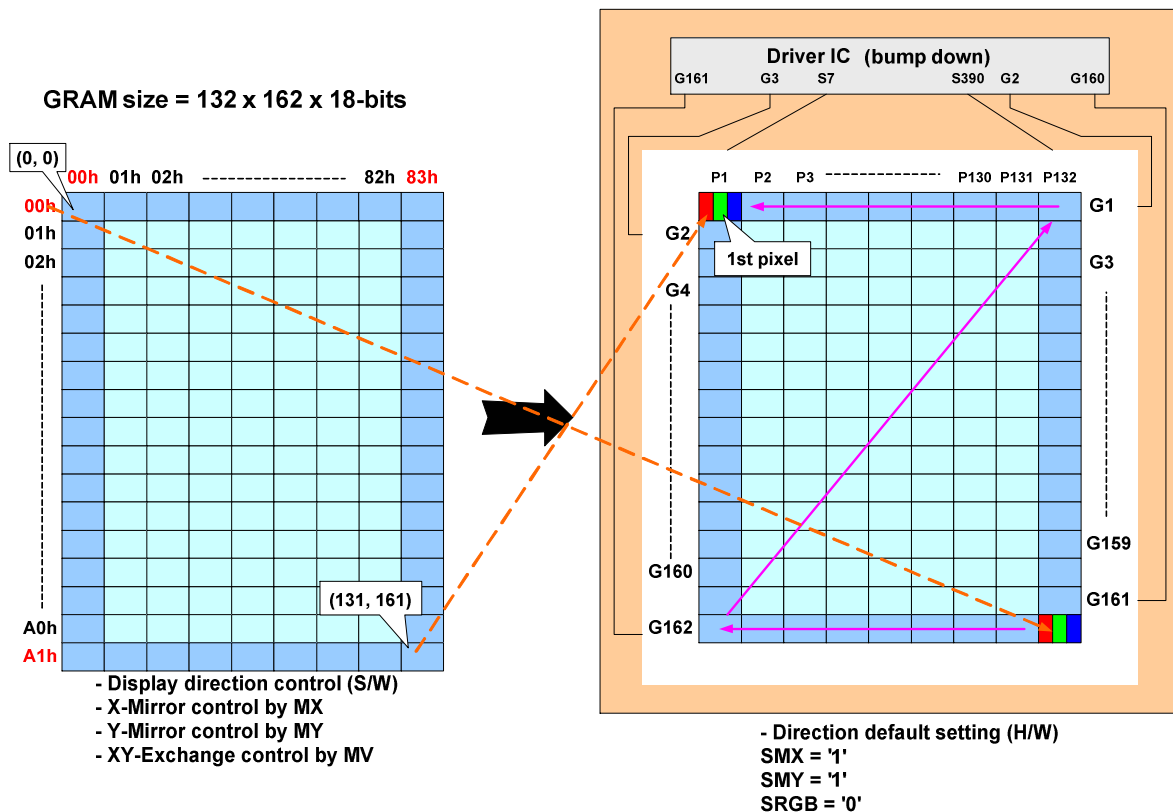 GRAM size = 132 x 162 x 18-bits
(0, 0)
00h 01h 02h 82h 83h
00h
01h
02h
A0h
A1h
(131, 161)
- Display direction control (S/W)
- X-Mirror control by MX
- Y-Mirror control by MY
- XY-Exchange control by MV
Driver IC (bump down)
G161 G3 S7 S390 G2 G160
P1 P2 P3 P130 P131 P132
G1
G2
1st pixel
G3
G4
G159
G160
G161
G162
- Direction default setting (H/W)
SMX = '1'
SMY = '1'
SRGB = '0'